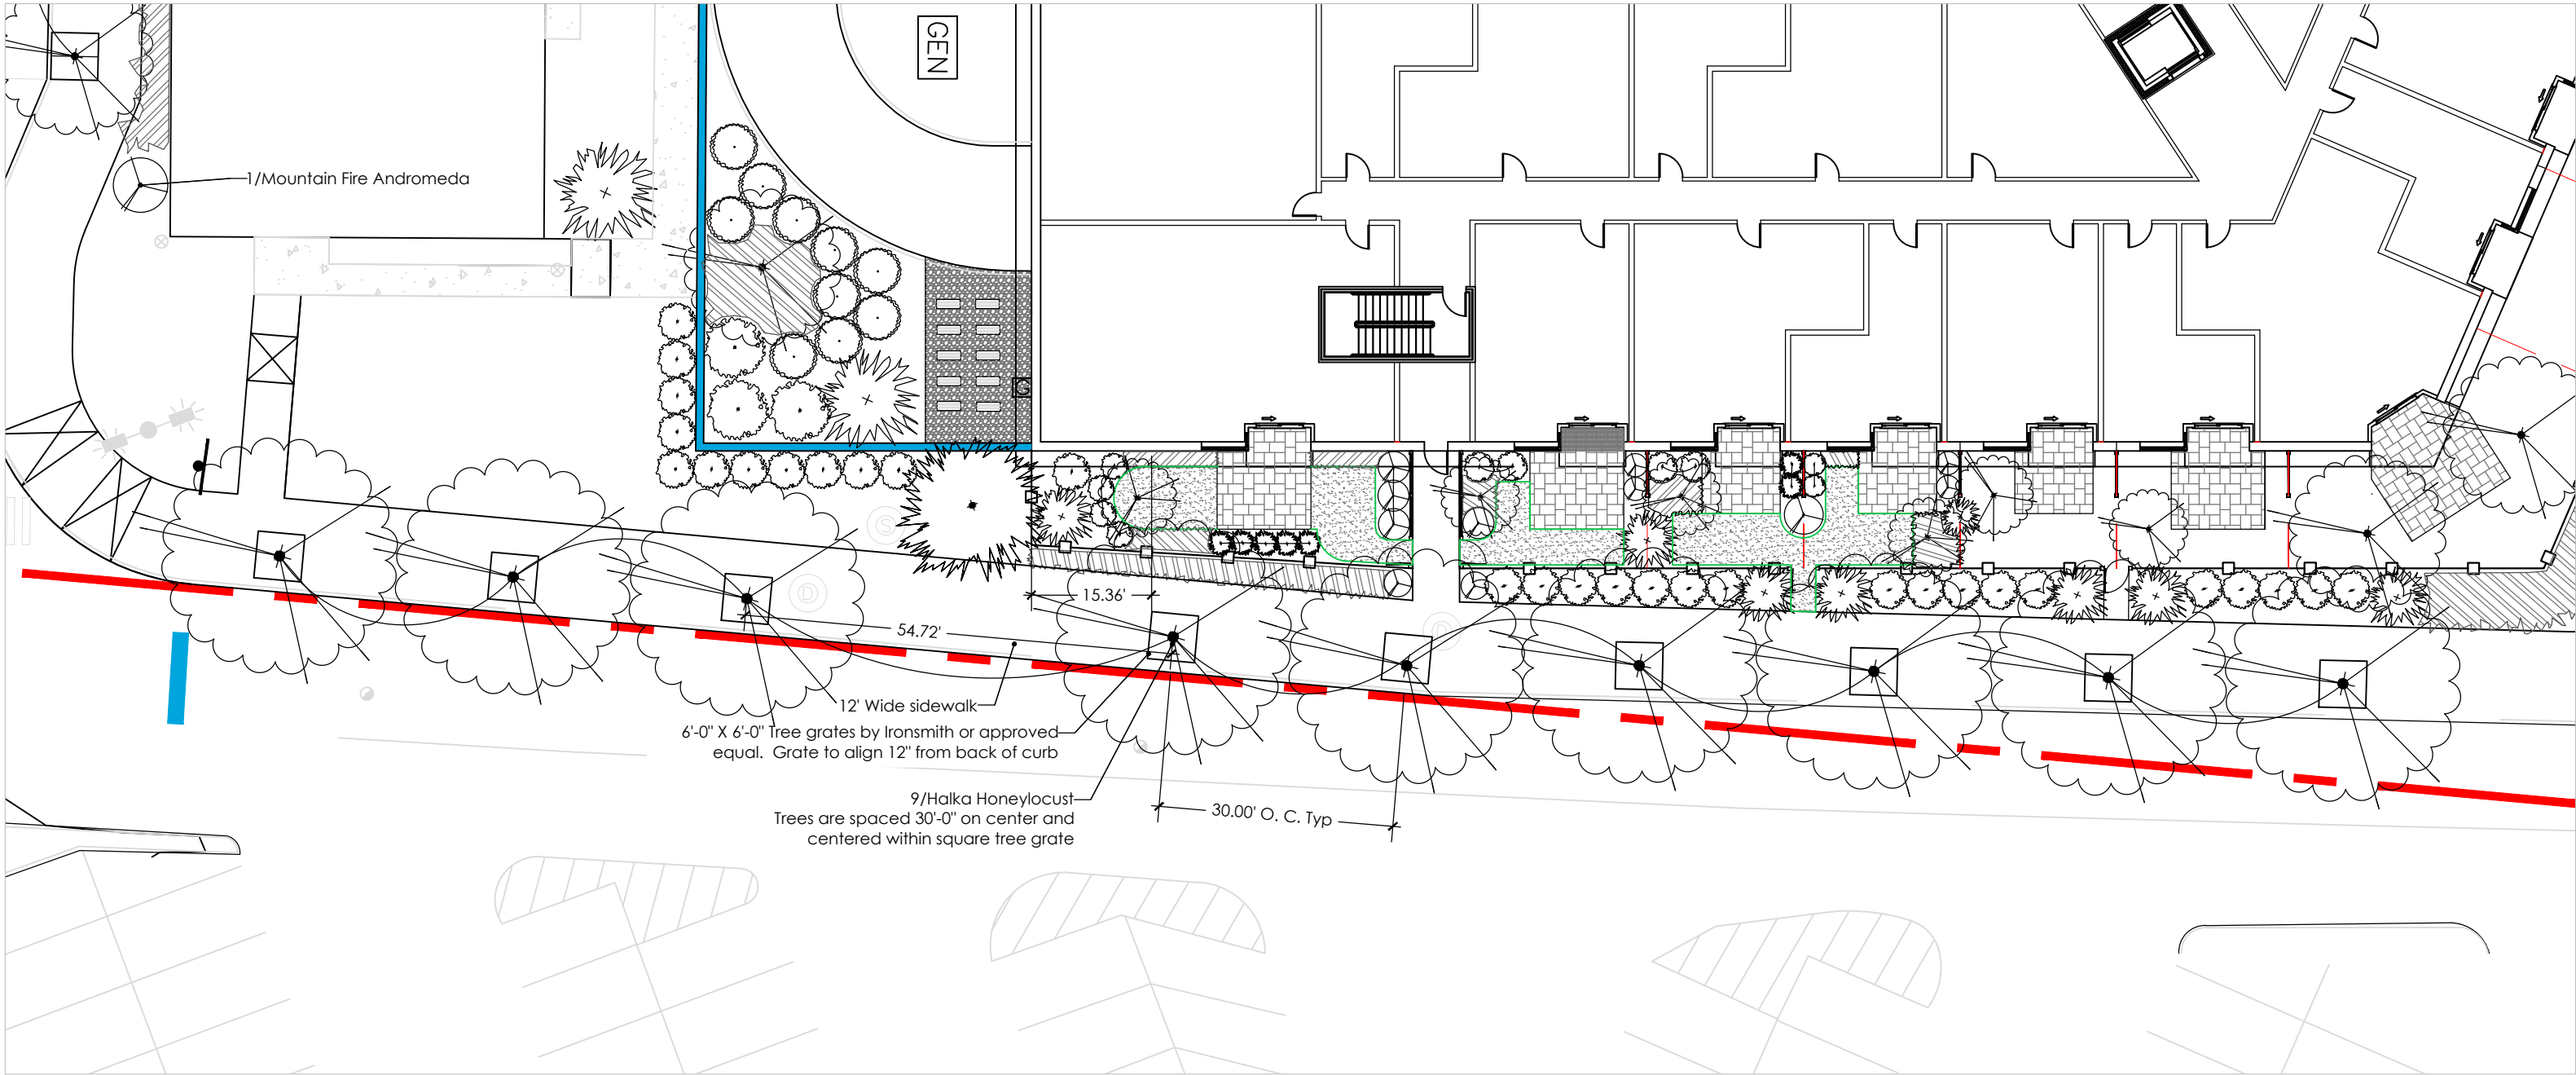 GEN
1/Mountain Fire Andromeda
G
S
D
D
15.36'
54.72'
12' Wide sidewalk
6'-0" X 6'-0" Tree grates by Ironsmith or approved
equal. Grate to align 12" from back of curb
9/Halka Honeylocust
Trees are spaced 30'-0" on center and
centered within square tree grate
30.00' O. C. Typ